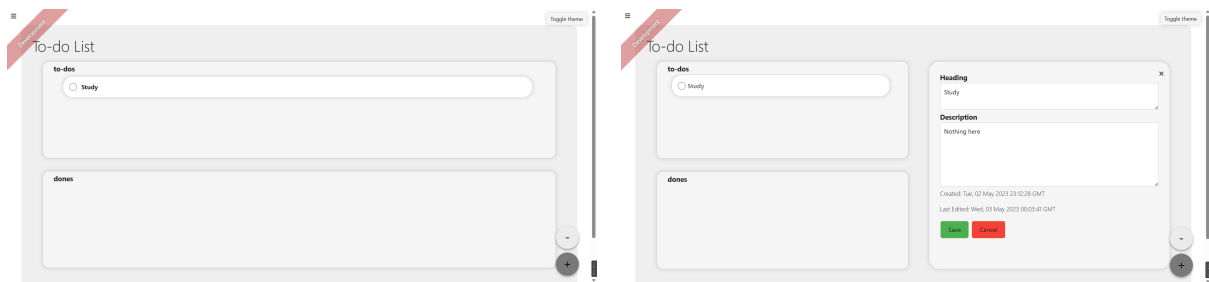 ≡
Development
Toggle theme
To-do List
to-dos
Study
dones
-
+
≡
Development
Toggle theme
To-do List
to-dos
Study
dones
×
Heading
Study
Description
Nothing here
Created: Tue, 02 May 2023 23:12:28 GMT
Last Edited: Wed, 03 May 2023 00:03:41 GMT
Save Cancel
-
+